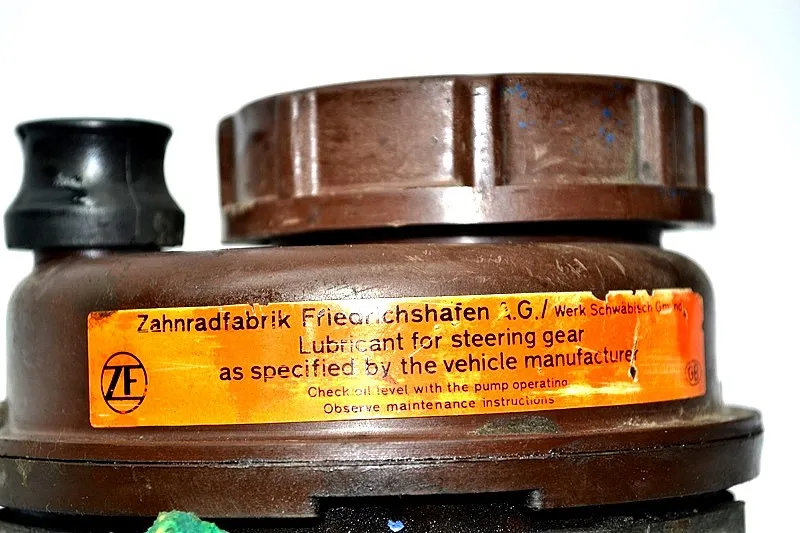 Zahnradfabrik Friedrichshafen A.G./ Werk Schwäbisch Gmünd
Lubricant for steering gear
as specified by the vehicle manufacturer
Check oil level with the pump operating
Observe maintenance instructions
ZF
GB